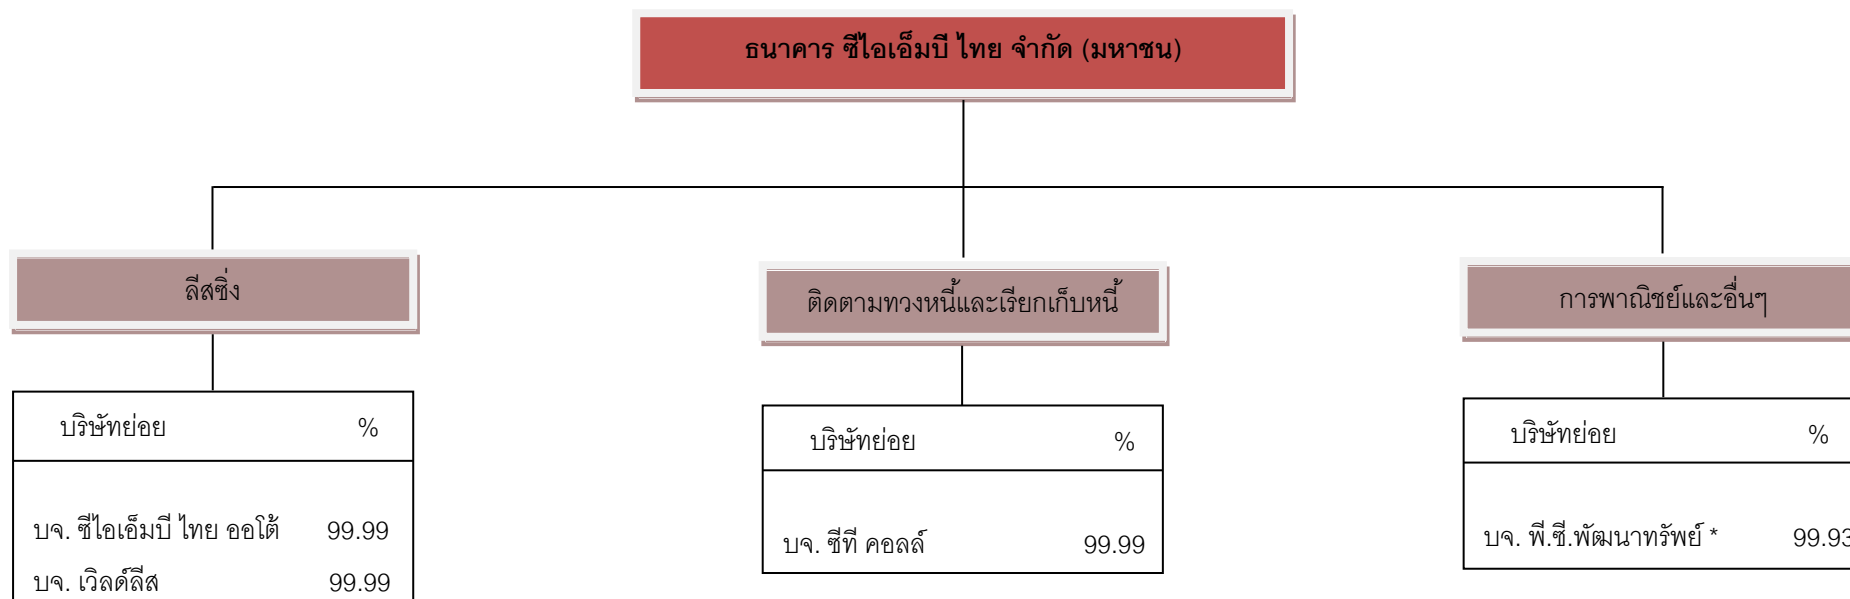 ธนาคาร ซีไอเอ็มบี ไทย จำกัด (มหาชน)
ลีสซิ่ง
บริษัทย่อย %
บจ. ซีไอเอ็มบี ไทย ออโต้ 99.99
บจ. เวิลด์ลีส 99.99
ติดตามทวงหนี้และเรียกเก็บหนี้
บริษัทย่อย %
บจ. ซีที คอลล์ 99.99
การพาณิชย์และอื่นๆ
บริษัทย่อย %
บจ. พี.ซี.พัฒนาทรัพย์ * 99.93